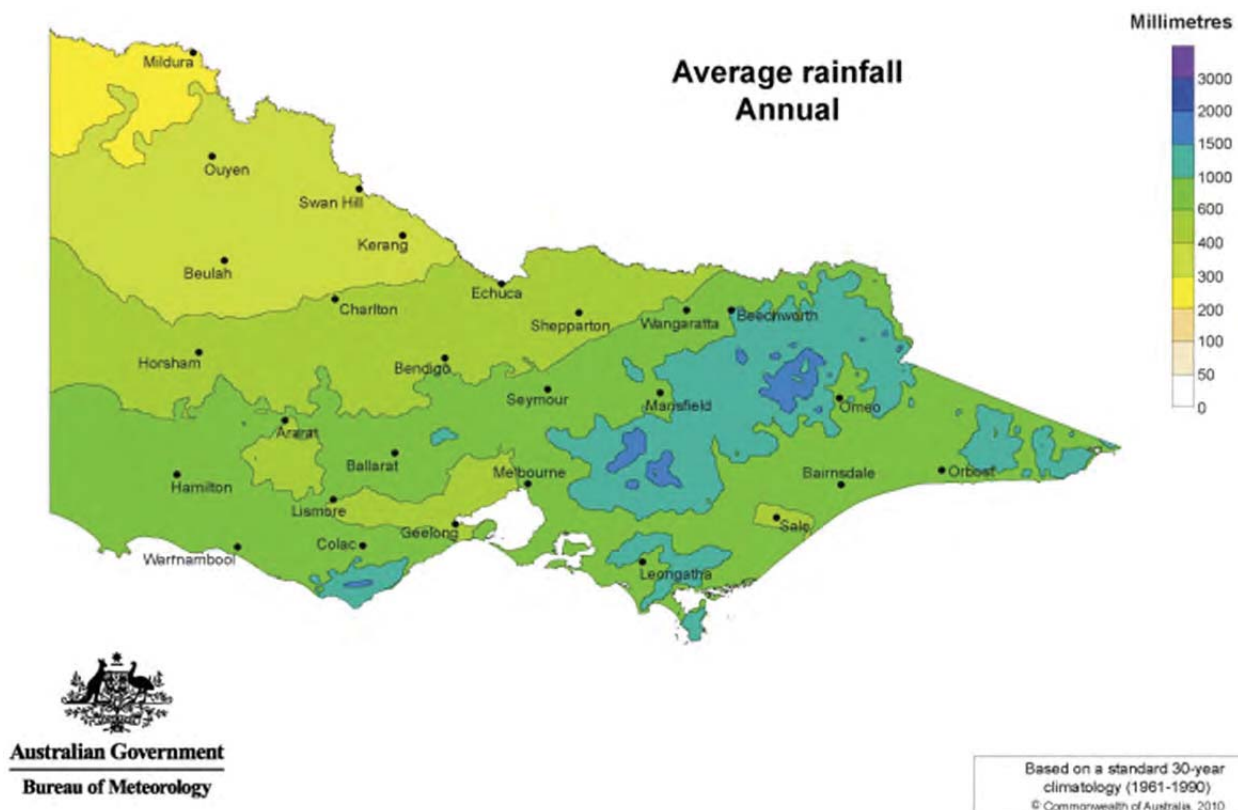 Millimetres
Average rainfall
Annual
3000
2000
1500
1000
600
400
300
200
100
50
0
Mildura
Ouyen
Swan Hill
Kerang
Beulah
Echuca
Charlton
Shepparton
Wangaratta
Beechworth
Horsham
Bendigo
Seymour
Mansfield
Omeo
Ararat
Ballarat
Hamilton
Melbourne
Bairnsdale
Orbost
Lismore
Geelong
Sale
Colac
Warrnambool
Leongatha
Australian Government
Bureau of Meteorology
Based on a standard 30-year
climatology (1961-1990)
© Commonwealth of Australia, 2010